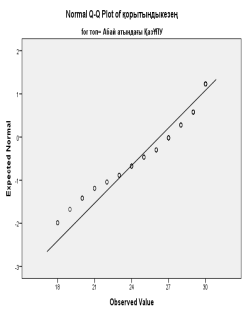 Normal Q-Q Plot of қорытындыкезең
for топ= Абай атындағы ҚазҰПУ
2
1
0
-1
-2
-3
Expected Normal
18
21
24
27
30
Observed Value